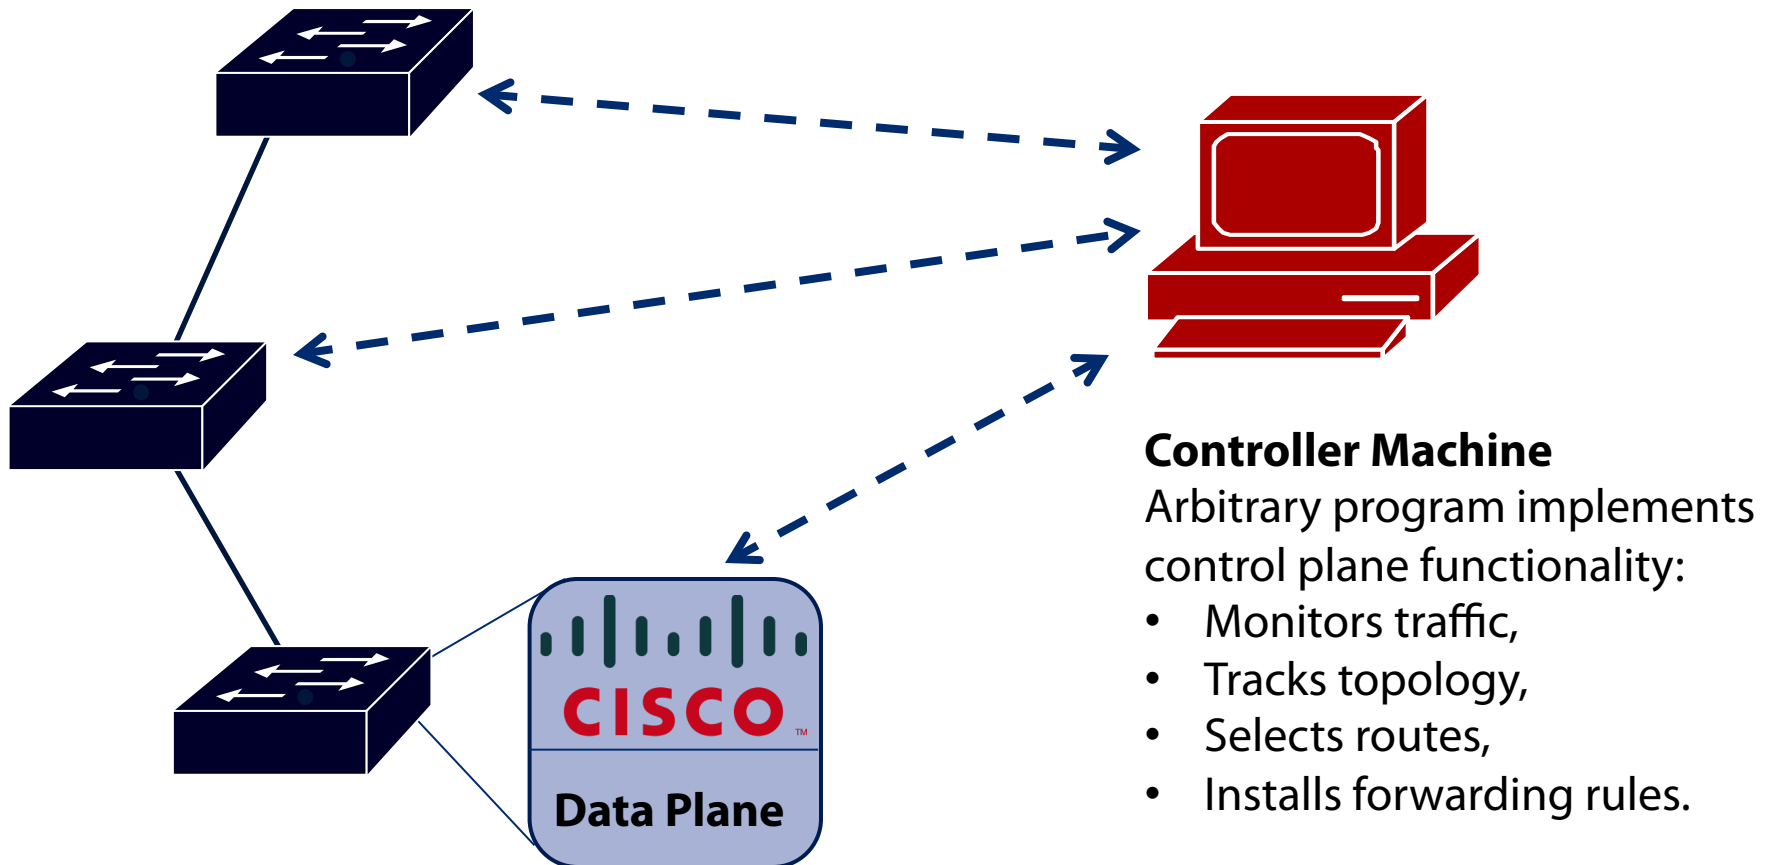 CISCO
TM
Data Plane
Controller Machine
Arbitrary program implements
control plane functionality:
• Monitors traffic,
• Tracks topology,
• Selects routes,
• Installs forwarding rules.